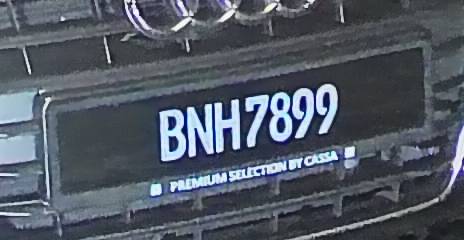 BNH7899
PREMIUM SELECTION BY CASSA